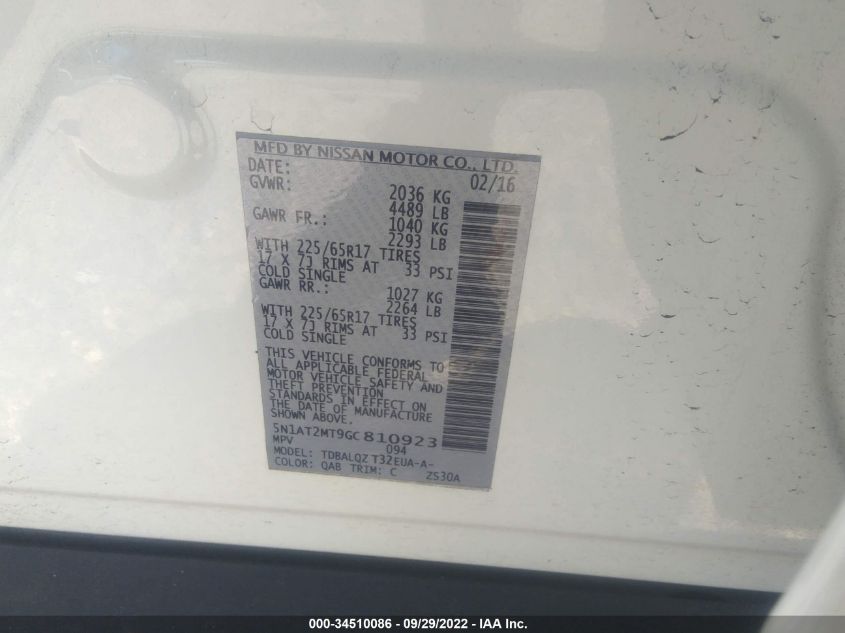 MFD BY NISSAN MOTOR CO., LTD.
DATE: 02/16
GVWR: 2036 KG
4489 LB
GAWR FR.: 1040 KG
2293 LB
WITH 225/65R17 TIRES
17 X 7J RIMS AT 33 PSI
COLD SINGLE
GAWR RR.: 1027 KG
2264 LB
WITH 225/65R17 TIRES
17 X 7J RIMS AT 33 PSI
COLD SINGLE
THIS VEHICLE CONFORMS TO
ALL APPLICABLE FEDERAL
MOTOR VEHICLE SAFETY AND
THEFT PREVENTION
STANDARDS IN EFFECT ON
THE DATE OF MANUFACTURE
SHOWN ABOVE.
5N1AT2MT9GC810923
MPV 094
MODEL: TDBALQZ T32EUA-A-
COLOR: QAB TRIM: C ZS30A
000-34510086 - 09/29/2022 - IAA Inc.